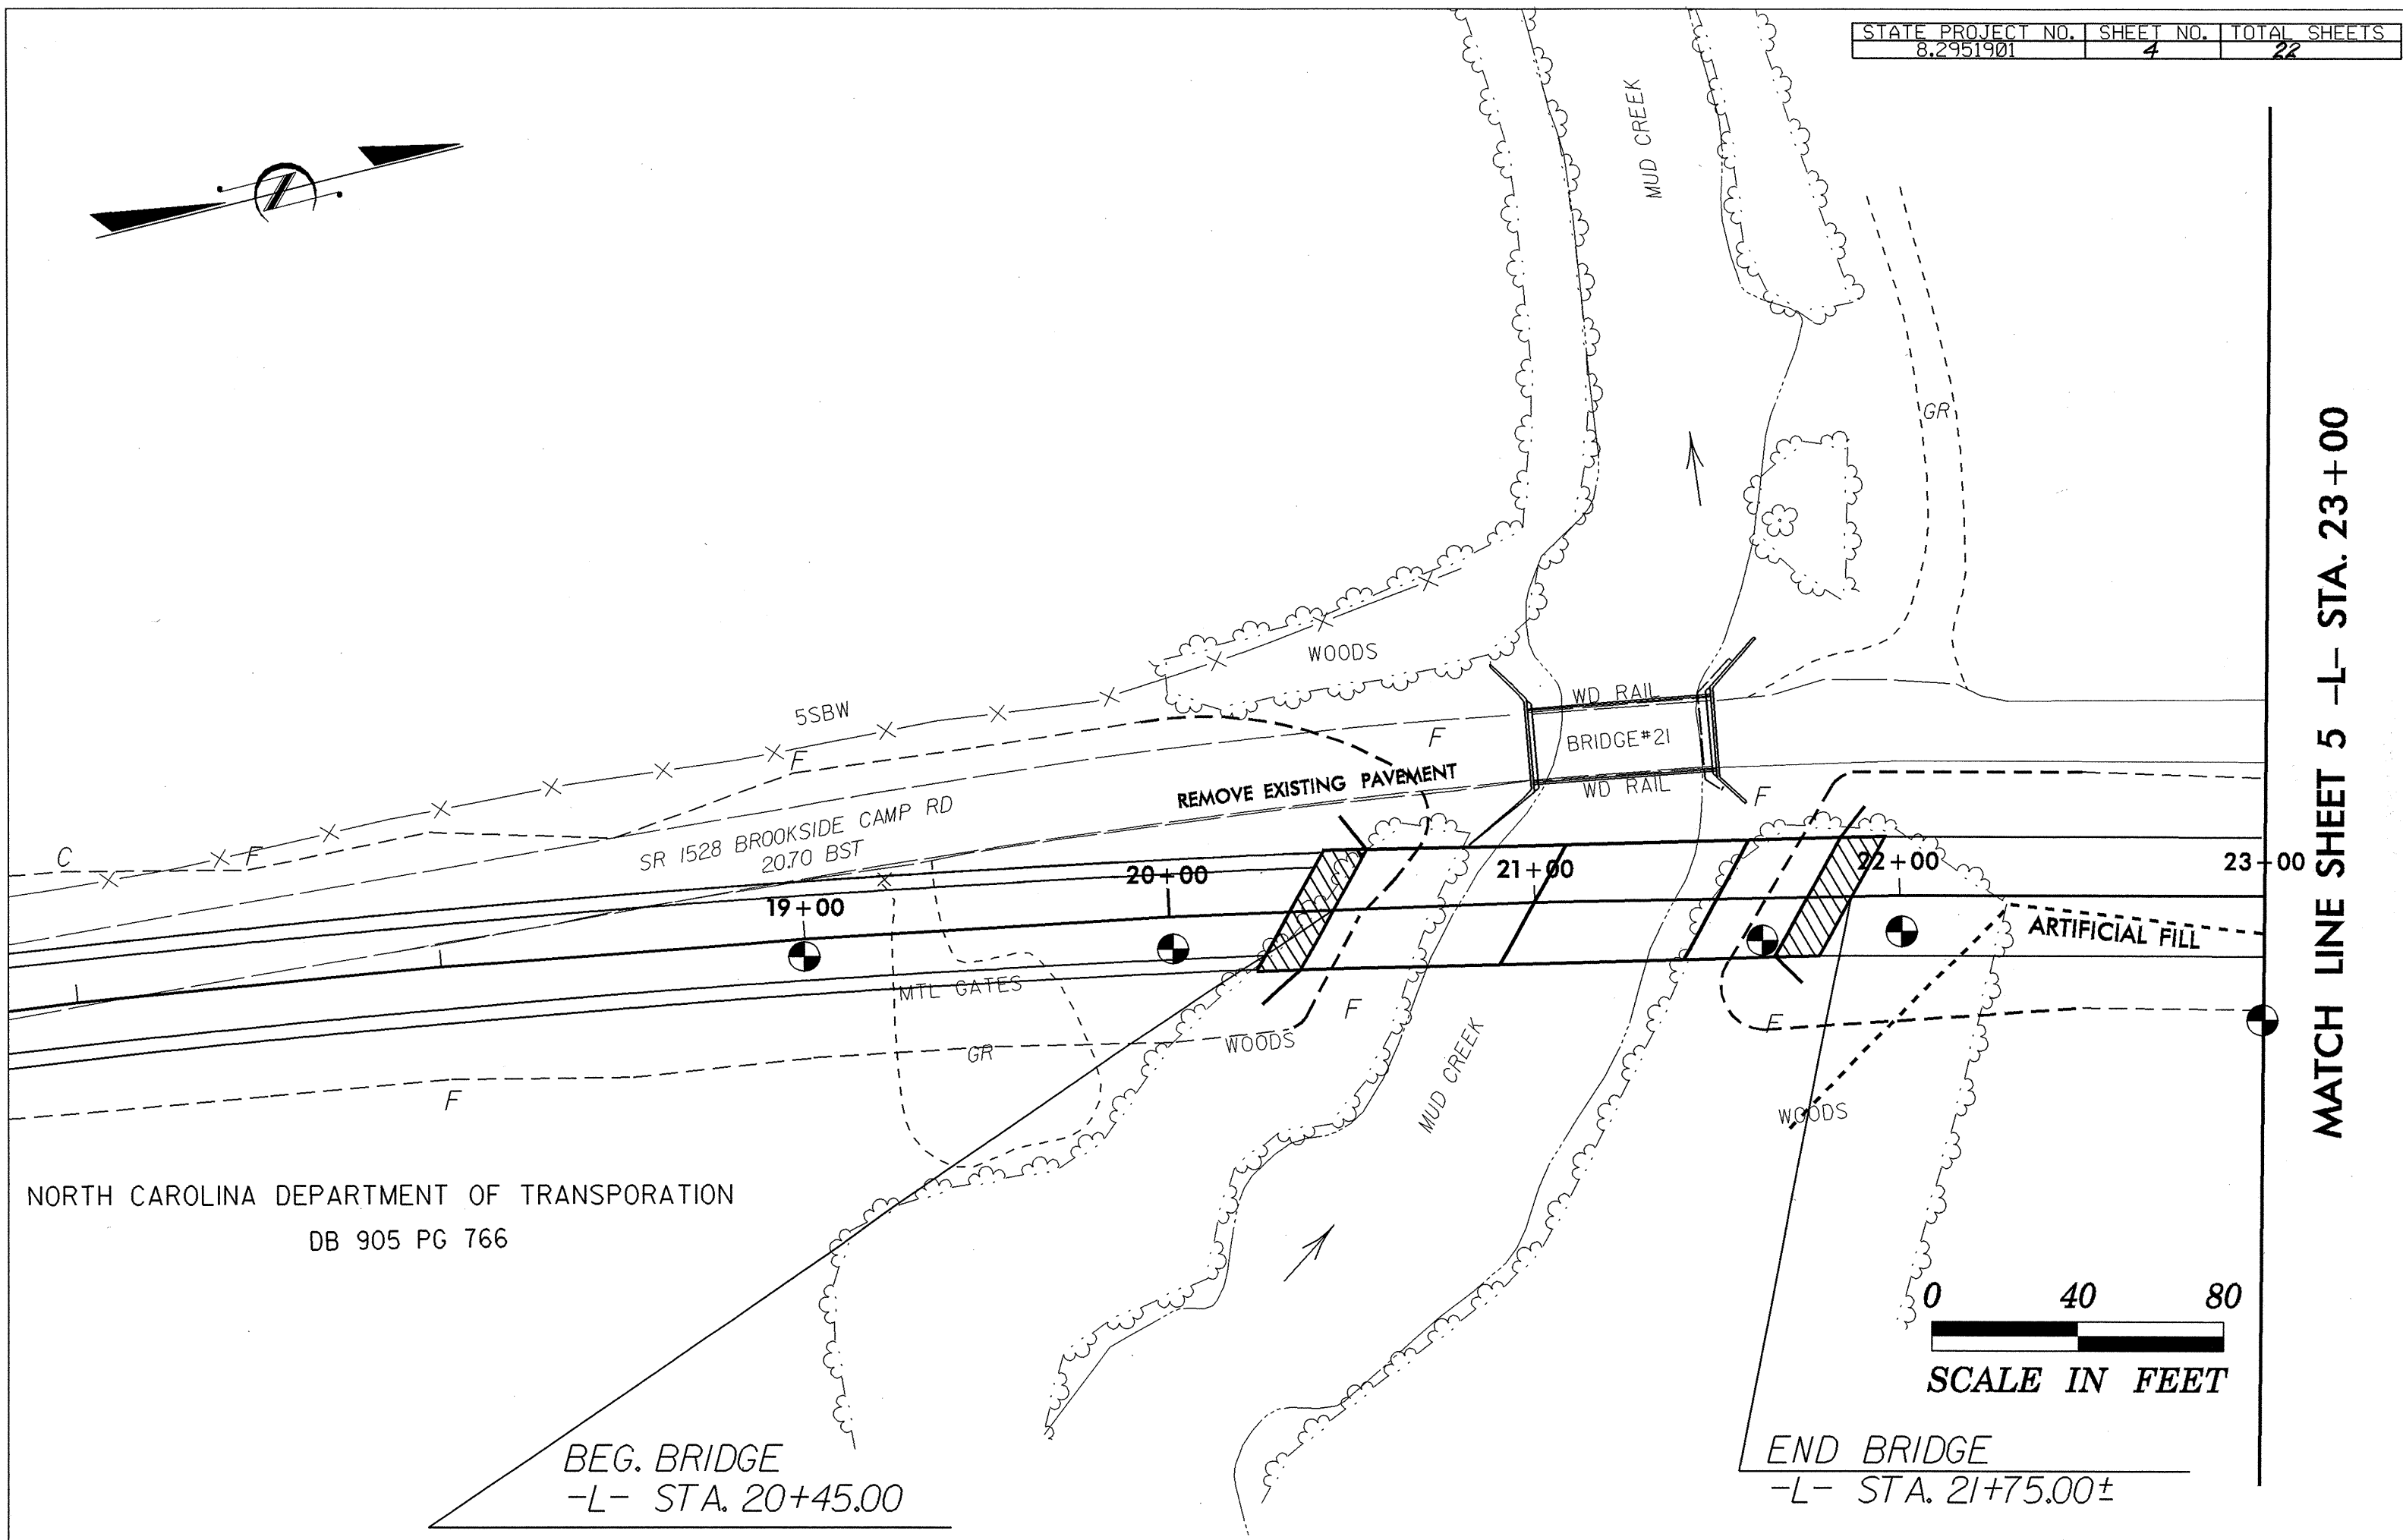 STATE PROJECT NO. SHEET NO. TOTAL SHEETS
8.2951901 4 22
MUD CREEK
GR
WOODS
5SBW
WD RAIL
BRIDGE#21
WD RAIL
F
F
F
C
F
REMOVE EXISTING PAVEMENT
SR 1528 BROOKSIDE CAMP RD
20.70 BST
19+00
20+00
21+00
22+00
23+00
ARTIFICIAL FILL
MTL GATES
GR
WOODS
F
F
F
MUD CREEK
WOODS
MATCH LINE SHEET 5 -L- STA. 23+00
NORTH CAROLINA DEPARTMENT OF TRANSPORATION
DB 905 PG 766
0 40 80
SCALE IN FEET
BEG. BRIDGE
-L- STA. 20+45.00
END BRIDGE
-L- STA. 21+75.00±